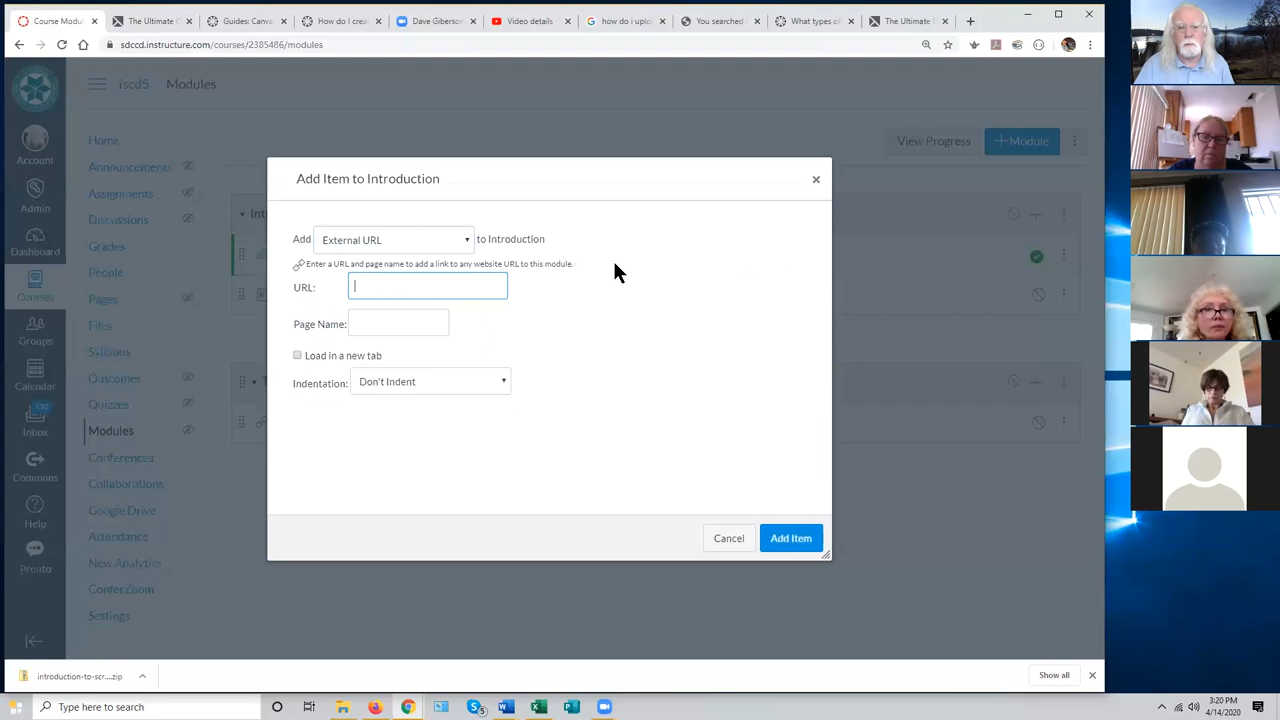 Course Modu
The Ultimate
Guides: Canv
How do I crea
Dave Giberson
Video details
how do i uplo
You searched
What types o
The Ultimate
sdccd.instructure.com/courses/2385486/modules
iscd5
Modules
Account
Admin
Dashboard
Courses
Groups
Calendar
Inbox
Commons
Help
Pronto
Home
Announcements
Assignments
Discussions
Grades
People
Pages
Files
Syllabus
Outcomes
Quizzes
Modules
Conferences
Collaborations
Google Drive
Attendance
New Analytics
ConferZoom
Settings
View Progress
+Module
Add Item to Introduction
Add External URL to Introduction
Enter a URL and page name to add a link to any website URL to this module.
URL:
Page Name:
Load in a new tab
Indentation: Don't Indent
Cancel
Add Item
introduction-to-scr....zip
Show all
Type here to search
5
3:20 PM
4/14/2020